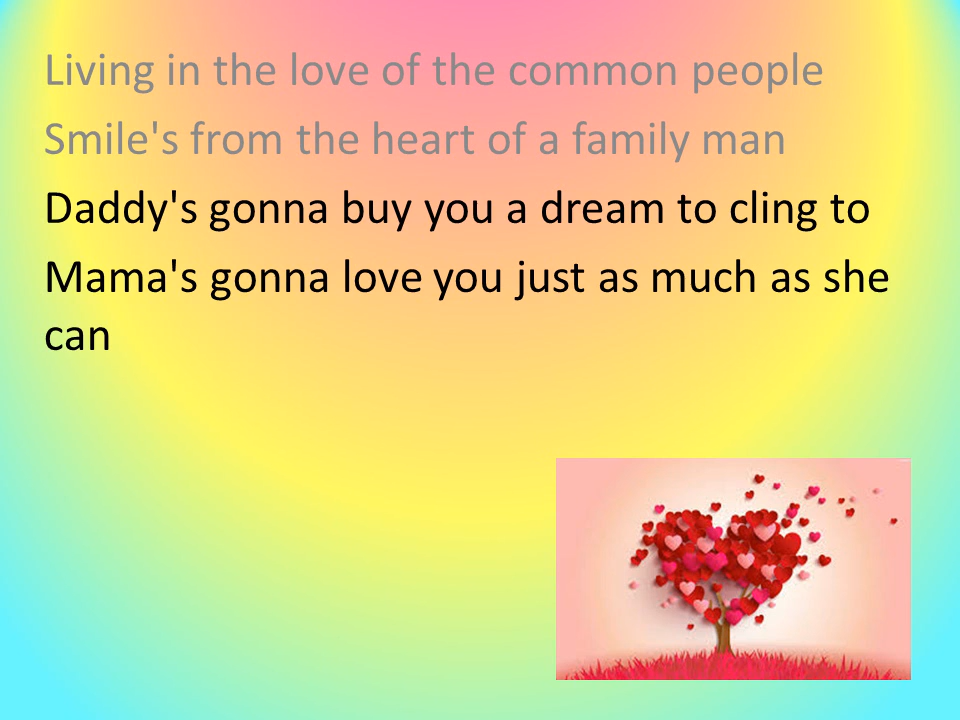 Living in the love of the common people
Smile's from the heart of a family man
Daddy's gonna buy you a dream to cling to
Mama's gonna love you just as much as she
can